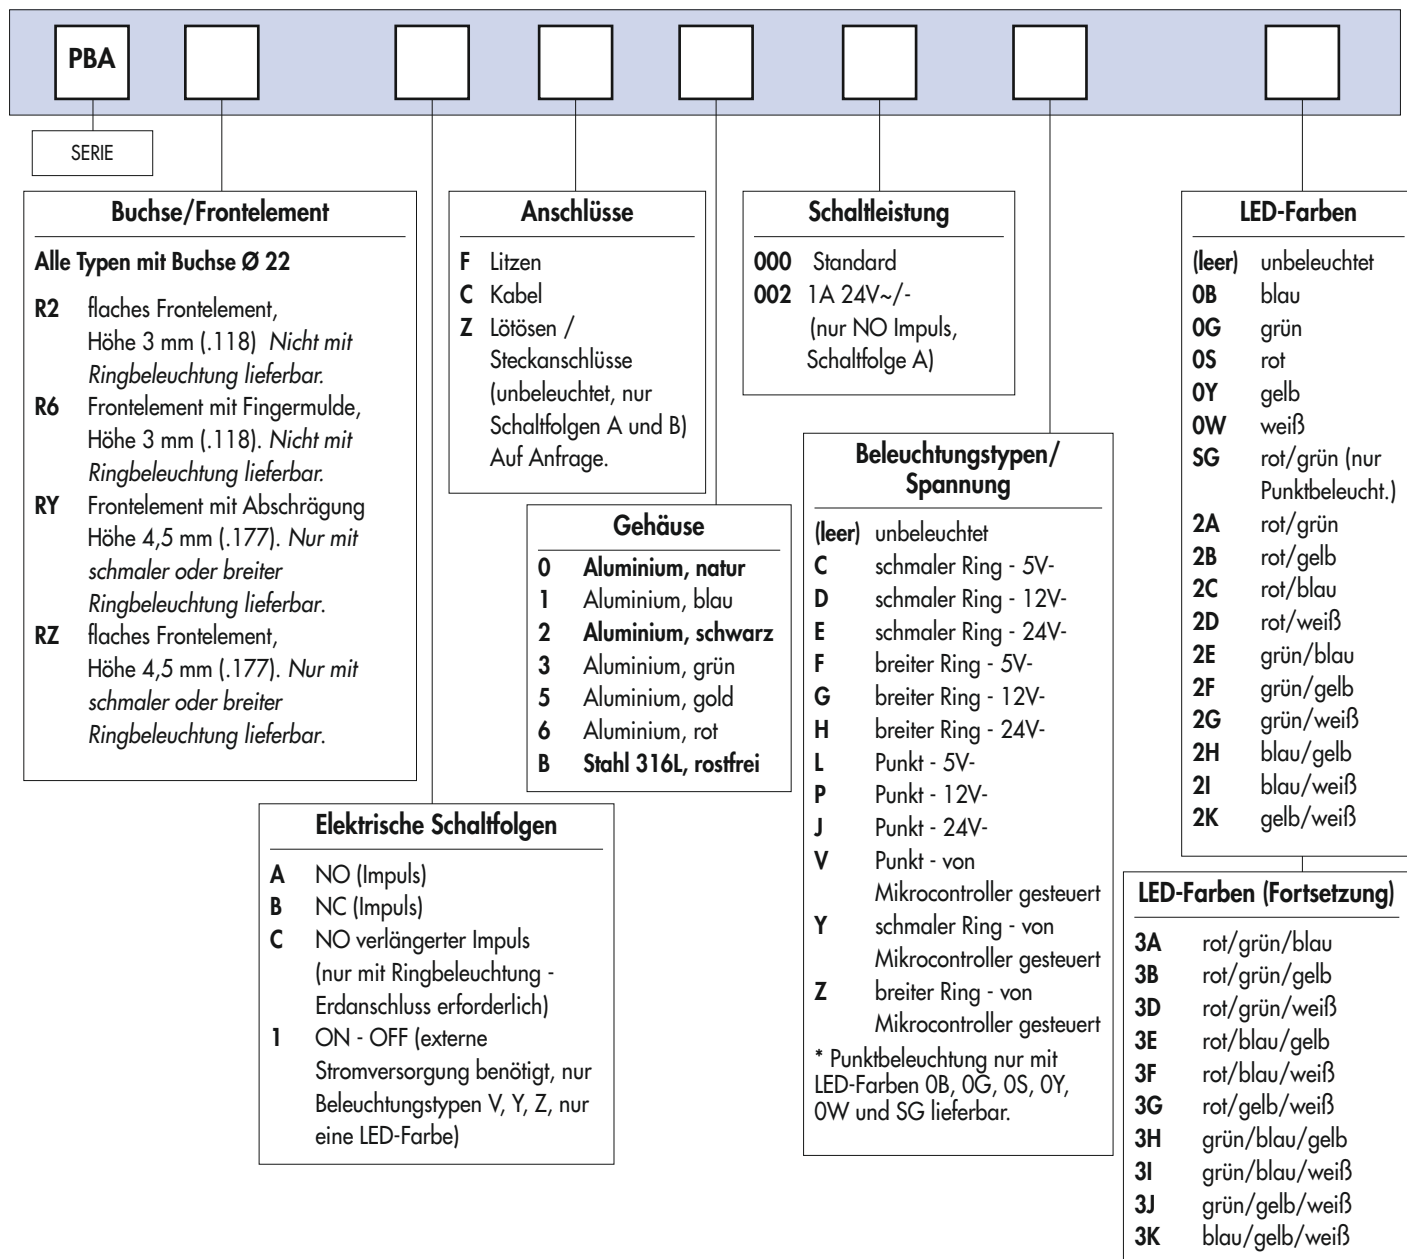 PBA
SERIE
Buchse/Frontelement
Alle Typen mit Buchse Ø 22
R2 flaches Frontelement,
Höhe 3 mm (.118) Nicht mit
Ringbeleuchtung lieferbar.
R6 Frontelement mit Fingermulde,
Höhe 3 mm (.118). Nicht mit
Ringbeleuchtung lieferbar.
RY Frontelement mit Abschrägung
Höhe 4,5 mm (.177). Nur mit
schmaler oder breiter
Ringbeleuchtung lieferbar.
RZ flaches Frontelement,
Höhe 4,5 mm (.177). Nur mit
schmaler oder breiter
Ringbeleuchtung lieferbar.
Elektrische Schaltfolgen
A NO (Impuls)
B NC (Impuls)
C NO verlängerter Impuls
(nur mit Ringbeleuchtung -
Erdanschluss erforderlich)
1 ON - OFF (externe
Stromversorgung benötigt, nur
Beleuchtungstypen V, Y, Z, nur
eine LED-Farbe)
Anschlüsse
F Litzen
C Kabel
Z Lötösen /
Steckanschlüsse
(unbeleuchtet, nur
Schaltfolgen A und B)
Auf Anfrage.
Gehäuse
0 Aluminium, natur
1 Aluminium, blau
2 Aluminium, schwarz
3 Aluminium, grün
5 Aluminium, gold
6 Aluminium, rot
B Stahl 316L, rostfrei
Schaltleistung
000 Standard
002 1A 24V~/-
(nur NO Impuls,
Schaltfolge A)
Beleuchtungstypen/
Spannung
(leer) unbeleuchtet
C schmaler Ring - 5V-
D schmaler Ring - 12V-
E schmaler Ring - 24V-
F breiter Ring - 5V-
G breiter Ring - 12V-
H breiter Ring - 24V-
L Punkt - 5V-
P Punkt - 12V-
J Punkt - 24V-
V Punkt - von
Mikrocontroller gesteuert
Y schmaler Ring - von
Mikrocontroller gesteuert
Z breiter Ring - von
Mikrocontroller gesteuert
* Punktbeleuchtung nur mit
LED-Farben 0B, 0G, 0S, 0Y,
0W und SG lieferbar.
LED-Farben
(leer) unbeleuchtet
0B blau
0G grün
0S rot
0Y gelb
0W weiß
SG rot/grün (nur
Punktbeleucht.)
2A rot/grün
2B rot/gelb
2C rot/blau
2D rot/weiß
2E grün/blau
2F grün/gelb
2G grün/weiß
2H blau/gelb
2I blau/weiß
2K gelb/weiß
LED-Farben (Fortsetzung)
3A rot/grün/blau
3B rot/grün/gelb
3D rot/grün/weiß
3E rot/blau/gelb
3F rot/blau/weiß
3G rot/gelb/weiß
3H grün/blau/gelb
3I grün/blau/weiß
3J grün/gelb/weiß
3K blau/gelb/weiß